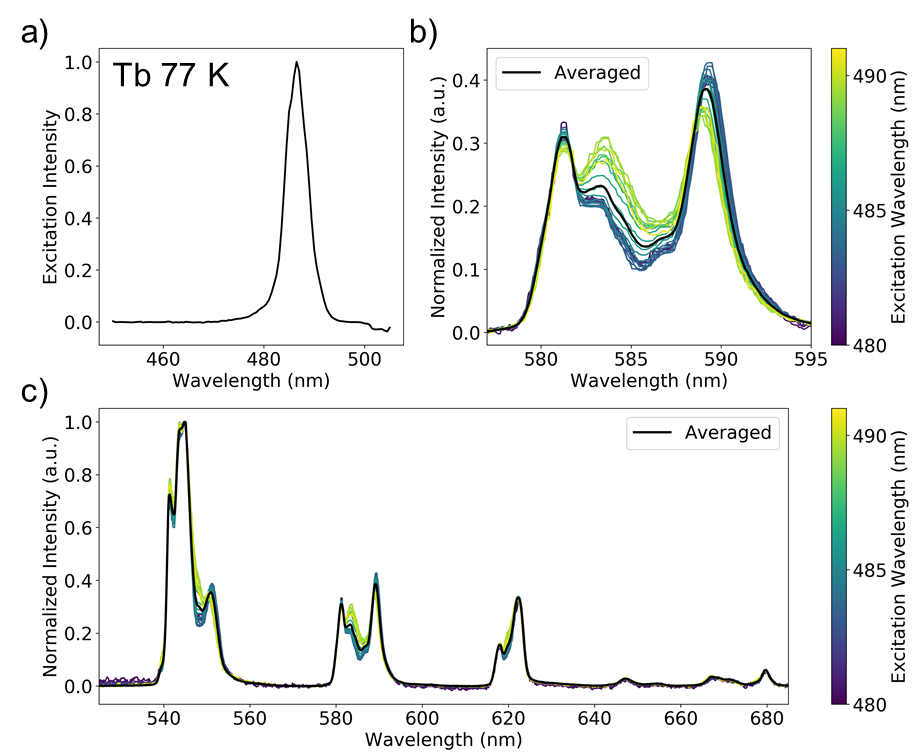 a)
b)
Tb 77 K
Excitation Intensity
1.0
0.8
0.6
0.4
0.2
0.0
460
480
500
Wavelength (nm)
Averaged
Normalized Intensity (a.u.)
0.4
0.3
0.2
0.1
0.0
580
585
590
595
Wavelength (nm)
490
485
480
Excitation Wavelength (nm)
c)
Averaged
Normalized Intensity (a.u.)
1.0
0.8
0.6
0.4
0.2
0.0
540
560
580
600
620
640
660
680
Wavelength (nm)
490
485
480
Excitation Wavelength (nm)